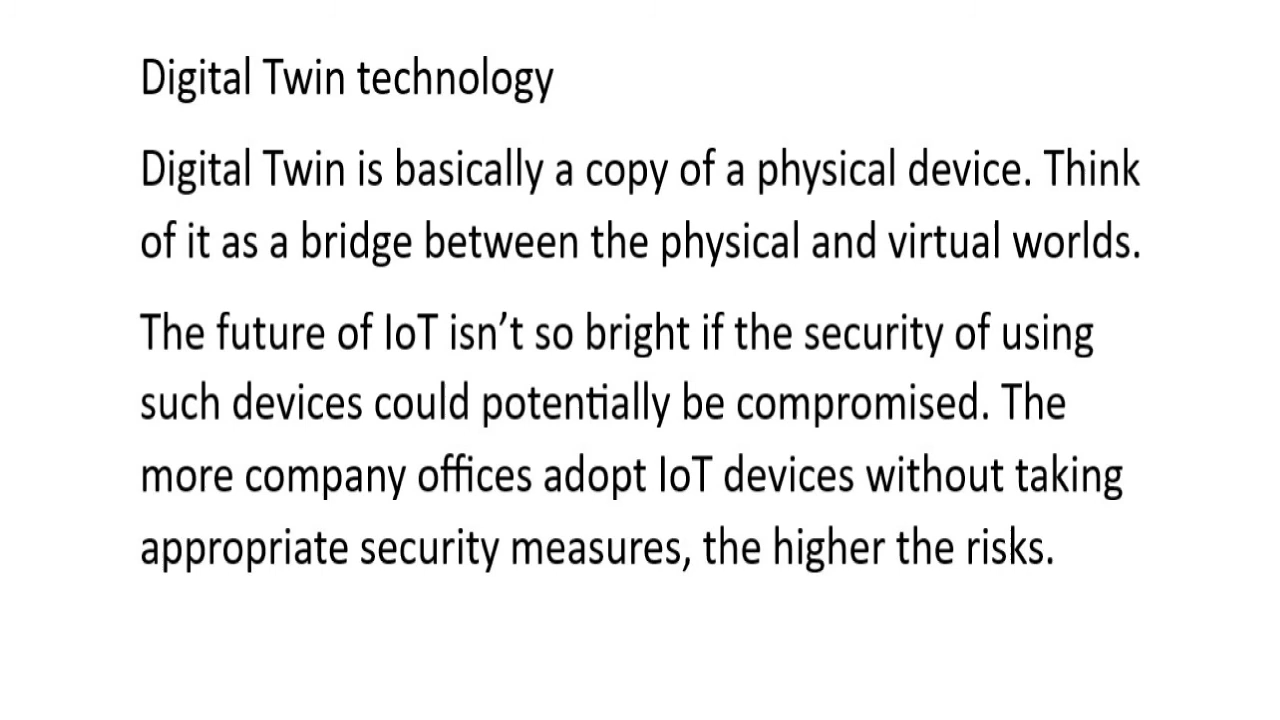 Digital Twin technology
Digital Twin is basically a copy of a physical device. Think
of it as a bridge between the physical and virtual worlds.
The future of IoT isn’t so bright if the security of using
such devices could potentially be compromised. The
more company offices adopt IoT devices without taking
appropriate security measures, the higher the risks.